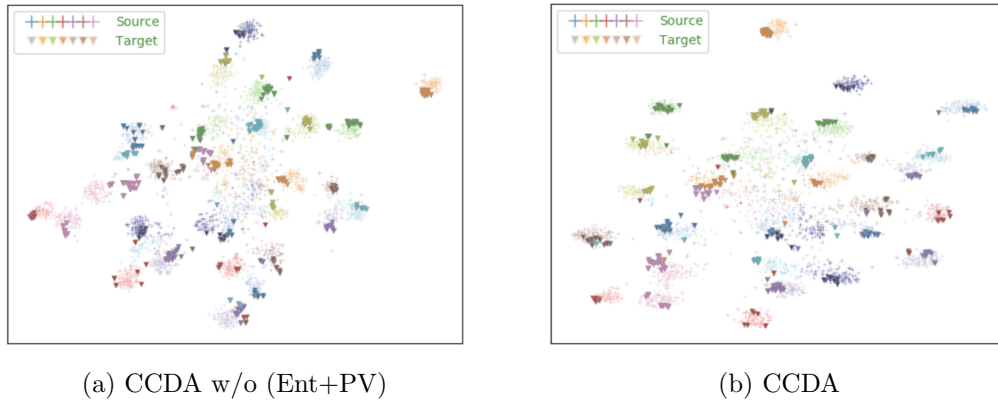 Source
Target
Source
Target
(a) CCDA w/o (Ent+PV)
(b) CCDA